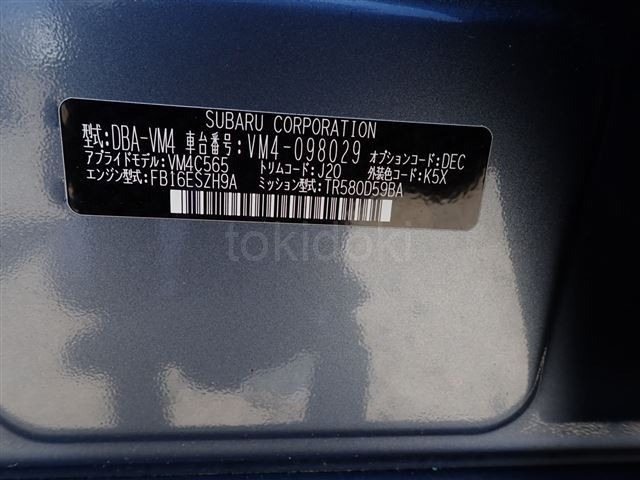 SUBARU CORPORATION
型式:DBA-VM4 車台番号:VM4-098029 オプションコード:DEC
アプライドモデル:VM4C565 トリムコード:J20 外装色コード:K5X
エンジン型式:FB16ESZH9A ミッション型式:TR580D59BA
tokidoki